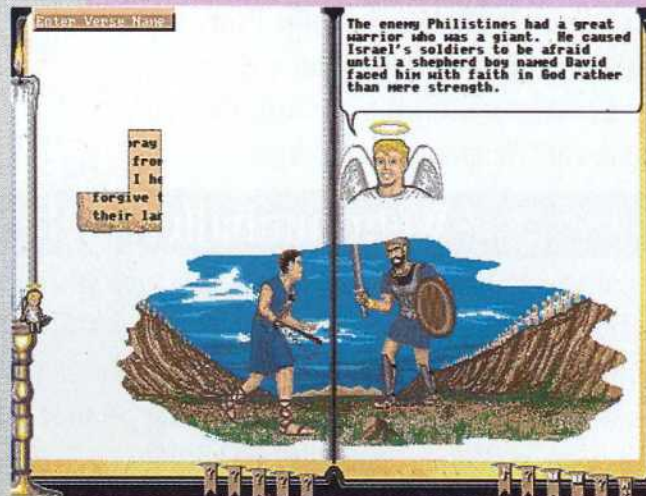 Enter Verse Name
The enemy Philistines had a great
warrior who was a giant. He caused
Israel's soldiers to be afraid
until a shepherd boy named David
faced him with faith in God rather
than mere strength.
pray
from
I he
forgive t
their lan
? ? ? ? ?